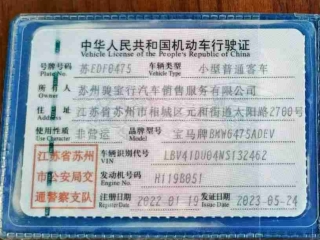 中华人民共和国机动车行驶证
Vehicle License of the People's Republic of China
号牌号码 苏EDF0475 车辆类型 小型普通客车
Plate No. Vehicle Type
所有人 苏州骏宝行汽车销售服务有限公司
Owner
住址 江苏省苏州市相城区元和街道太阳路2700号
Address
使用性质 非营运 品牌型号 宝马牌BMW6475ADEV
Use Character Model
江苏省苏州市公安局交通警察支队
车辆识别代号 LBV41DU04NS132462
VIN
发动机号码 H119B051
Engine No.
注册日期 2022-01-19 发证日期 2023-05-24
Register Date Issue Date